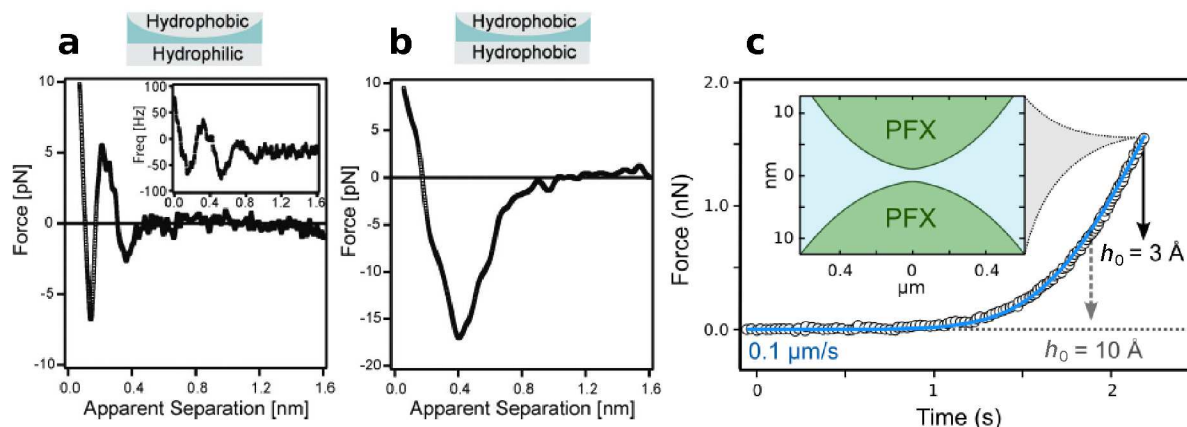 a
Hydrophobic
Hydrophilic
10
5
0
-5
-10
Force [pN]
0.0
0.4
0.8
1.2
1.6
Apparent Separation [nm]
Freq [Hz]
100
50
0
-50
-100
0.0
0.4
0.8
1.2
1.6
b
Hydrophobic
Hydrophobic
10
5
0
-5
-10
-15
-20
Force [pN]
0.0
0.4
0.8
1.2
1.6
Apparent Separation [nm]
c
2.0
1.0
0.0
Force (nN)
10
0
10
nm
PFX
PFX
0.4
0
0.4
µm
h0 = 3 Å
h0 = 10 Å
0.1 µm/s
0
1
2
Time (s)